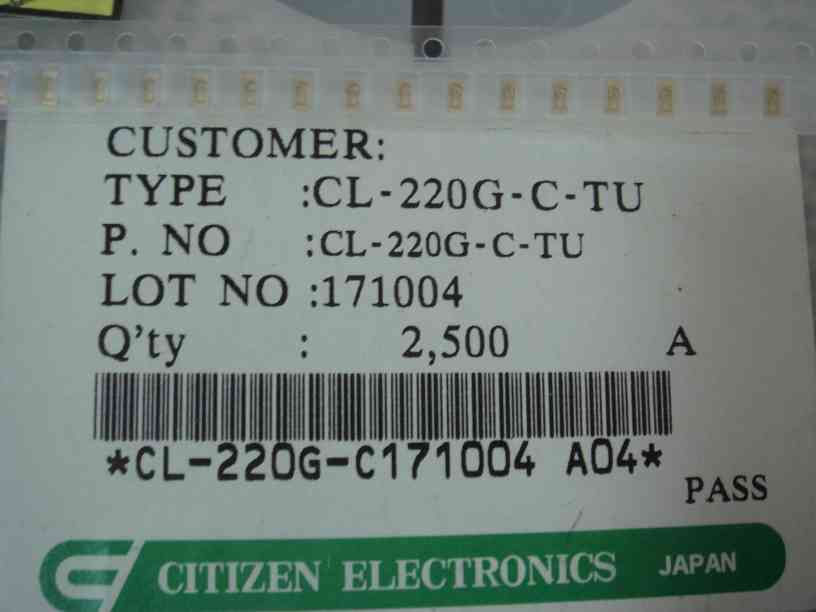 CUSTOMER:
TYPE :CL-220G-C-TU
P. NO :CL-220G-C-TU
LOT NO :171004
Q'ty : 2,500 A
*CL-220G-C171004 A04*
PASS
CITIZEN ELECTRONICS JAPAN